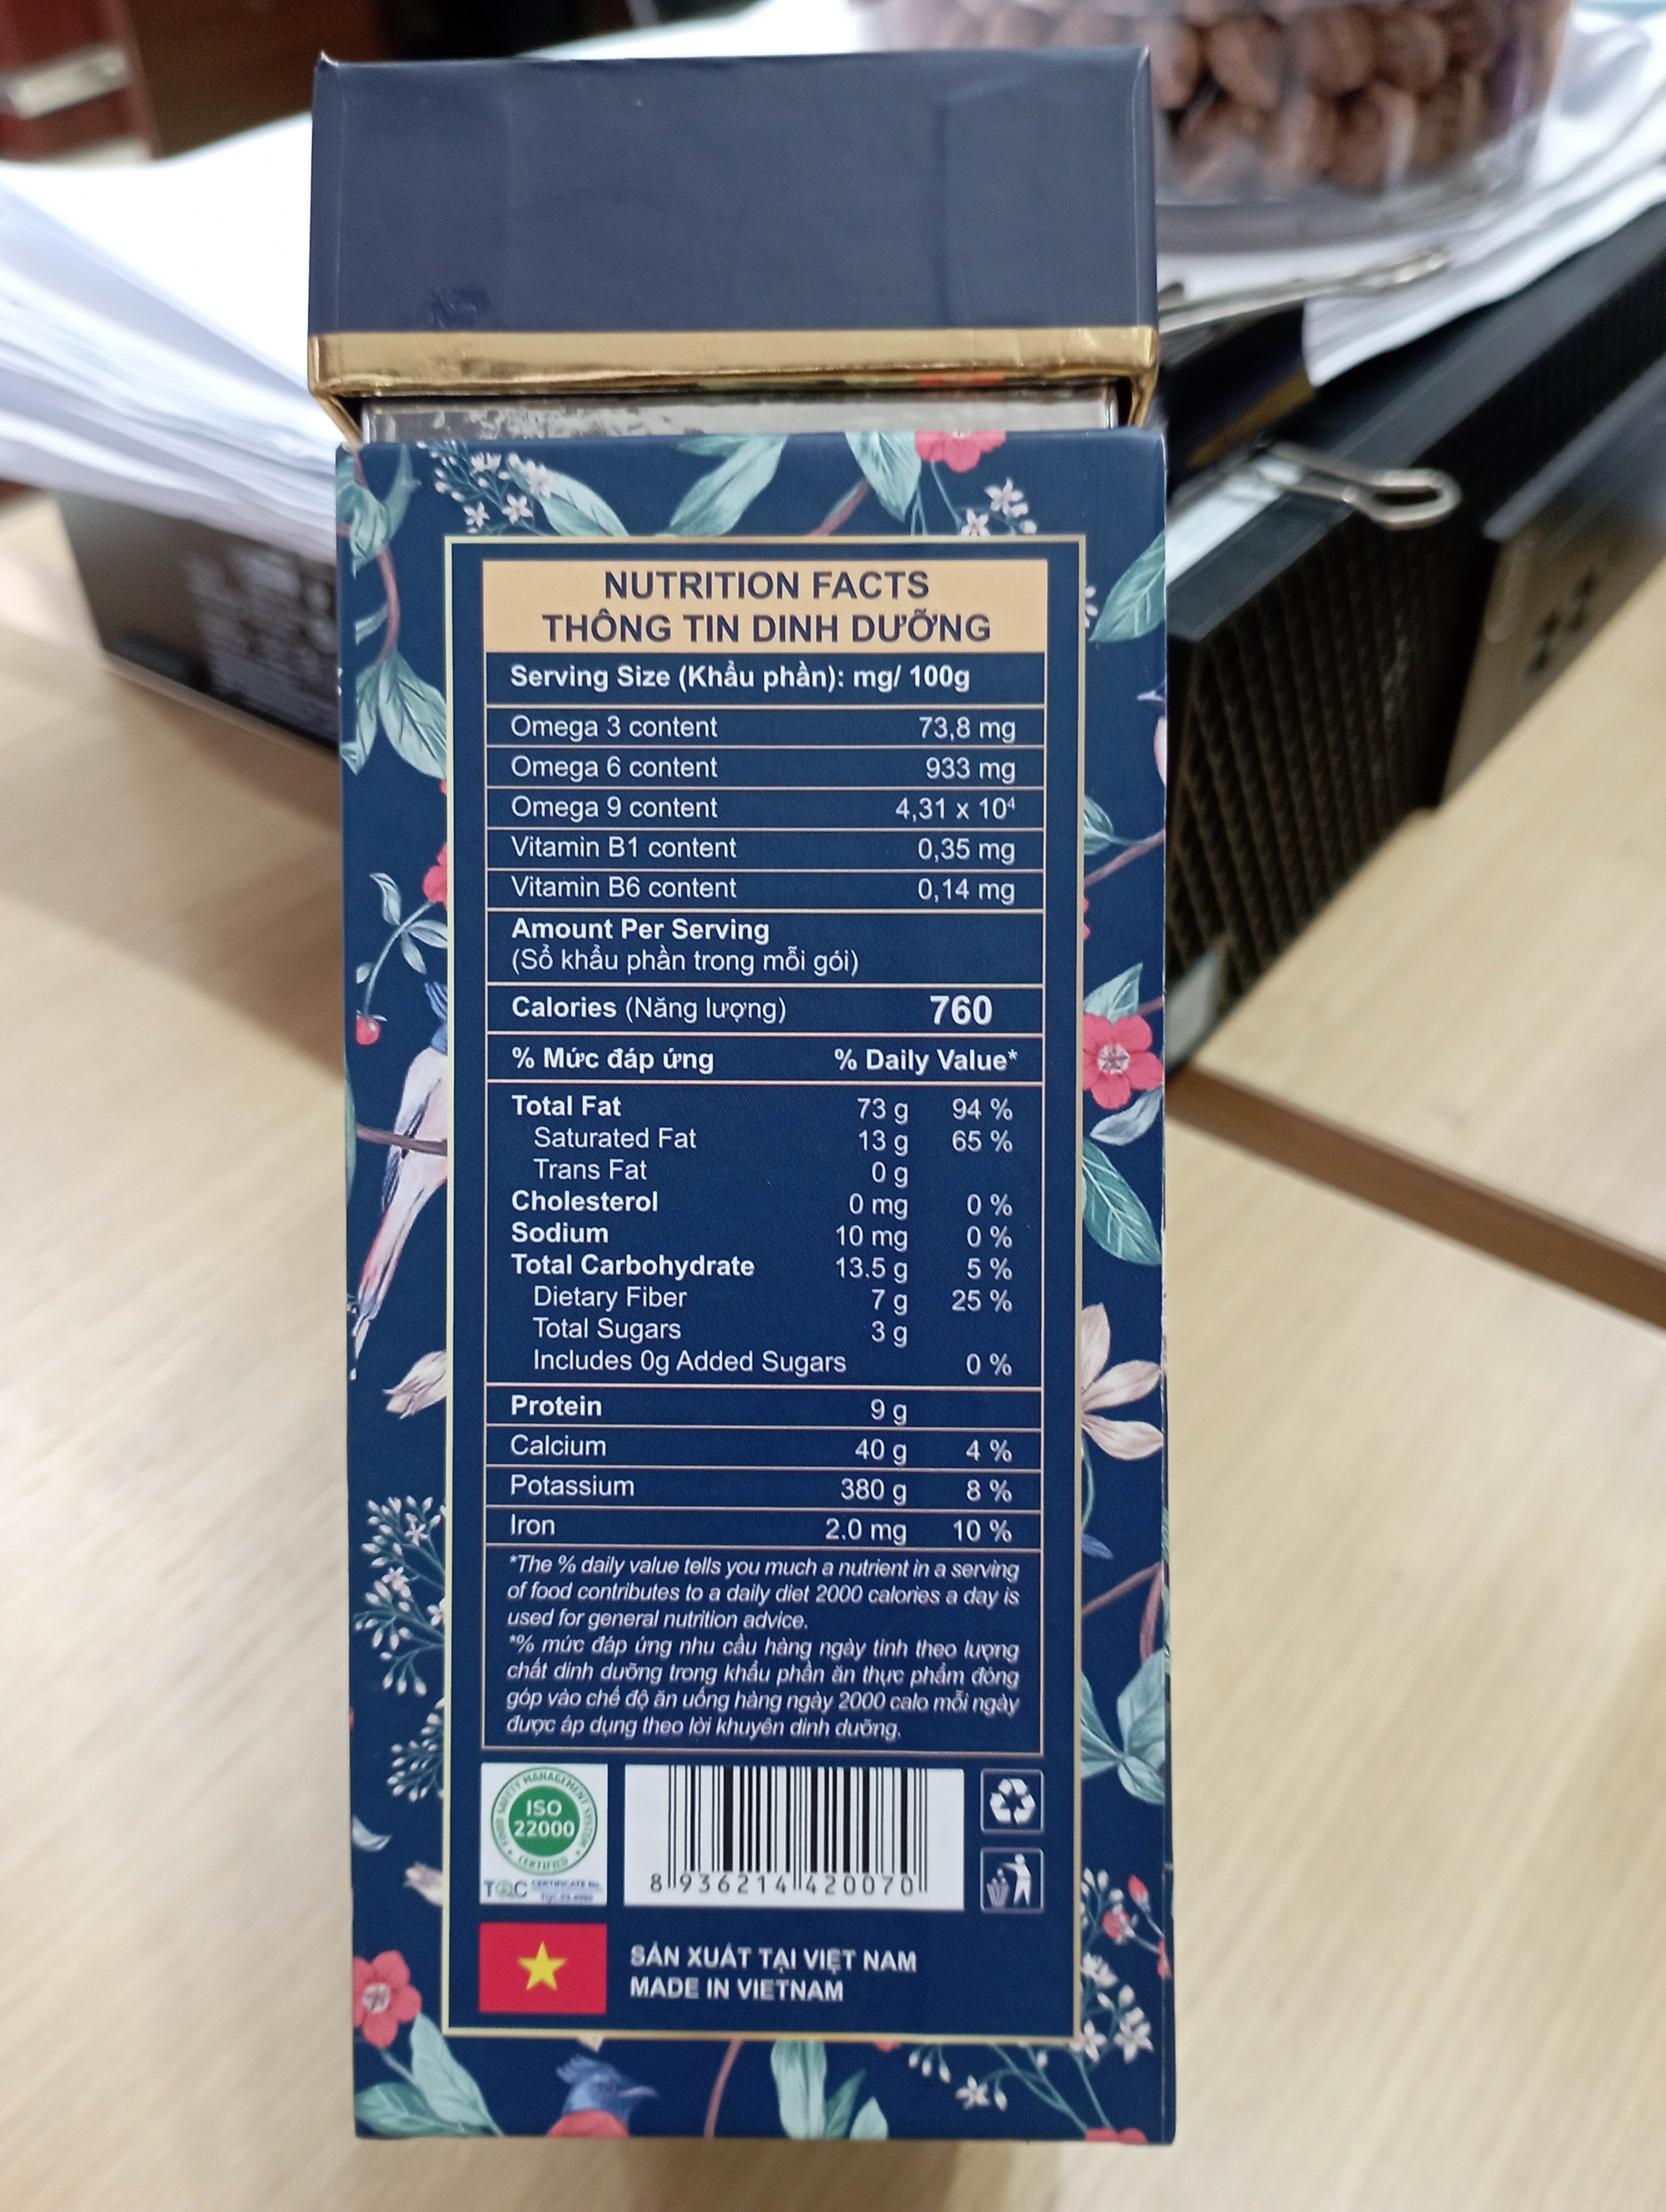 NUTRITION FACTS
THÔNG TIN DINH DƯỠNG
Serving Size (Khẩu phần): mg/ 100g
Omega 3 content 73,8 mg
Omega 6 content 933 mg
Omega 9 content 4,31 x 10⁴
Vitamin B1 content 0,35 mg
Vitamin B6 content 0,14 mg
Amount Per Serving
(Sổ khẩu phần trong mỗi gói)
Calories (Năng lượng) 760
% Mức đáp ứng % Daily Value*
Total Fat 73 g 94 %
Saturated Fat 13 g 65 %
Trans Fat 0 g
Cholesterol 0 mg 0 %
Sodium 10 mg 0 %
Total Carbohydrate 13.5 g 5 %
Dietary Fiber 7 g 25 %
Total Sugars 3 g
Includes 0g Added Sugars 0 %
Protein 9 g
Calcium 40 g 4 %
Potassium 380 g 8 %
Iron 2.0 mg 10 %
*The % daily value tells you much a nutrient in a serving
of food contributes to a daily diet 2000 calories a day is
used for general nutrition advice.
*% mức đáp ứng nhu cầu hàng ngày tính theo lượng
chất dinh dưỡng trong khẩu phần ăn thực phẩm đóng
góp vào chế độ ăn uống hàng ngày 2000 calo mỗi ngày
được áp dụng theo lời khuyên dinh dưỡng.
FOOD SAFETY MANAGEMENT SYSTEM
ISO
22000
CERTIFIED
TQC CERTIFICATE No.
8 936214 420070
SẢN XUẤT TẠI VIỆT NAM
MADE IN VIETNAM